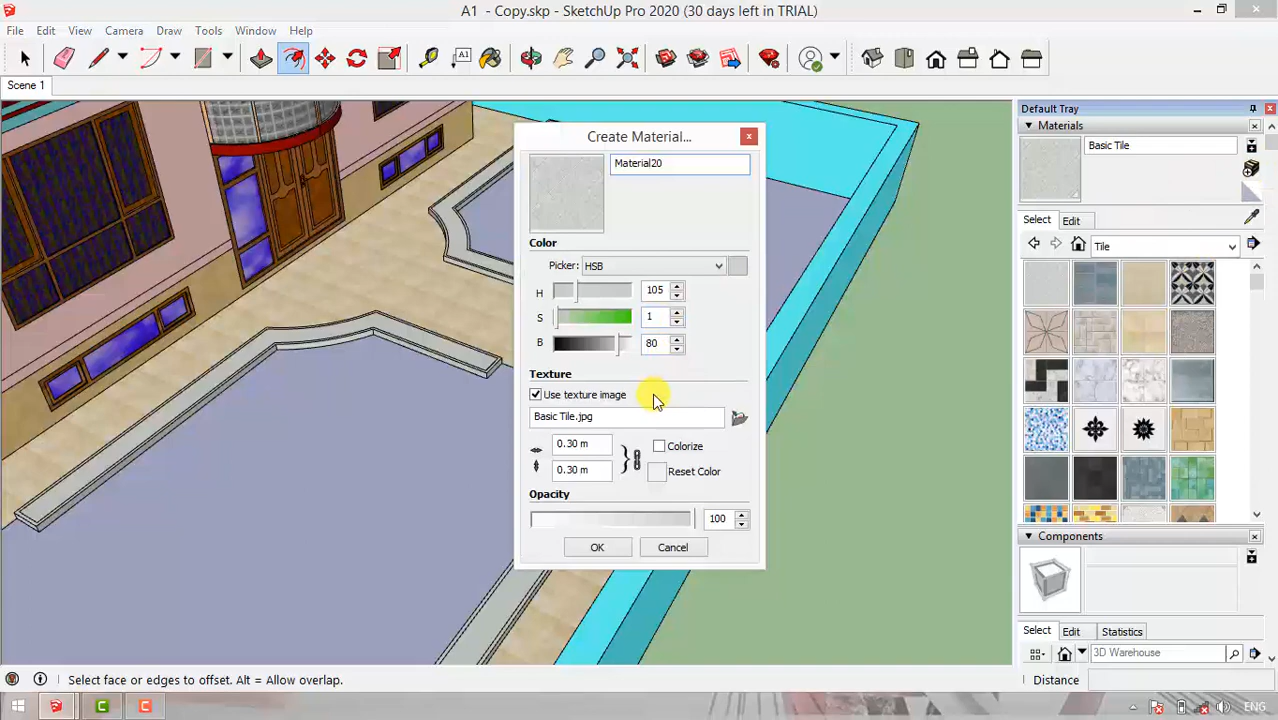 A1 - Copy.skp - SketchUp Pro 2020 (30 days left in TRIAL)
File Edit View Camera Draw Tools Window Help
A1
Scene 1
Default Tray
Materials
Basic Tile
Select Edit
Tile
Create Material...
Material20
Color
Picker: HSB
H 105
S 1
B 80
Texture
Use texture image
Basic Tile.jpg
0.30 m
Colorize
0.30 m
Reset Color
Opacity
100
OK Cancel
Components
Select Edit Statistics
3D Warehouse
Select face or edges to offset. Alt = Allow overlap.
Distance
ENG